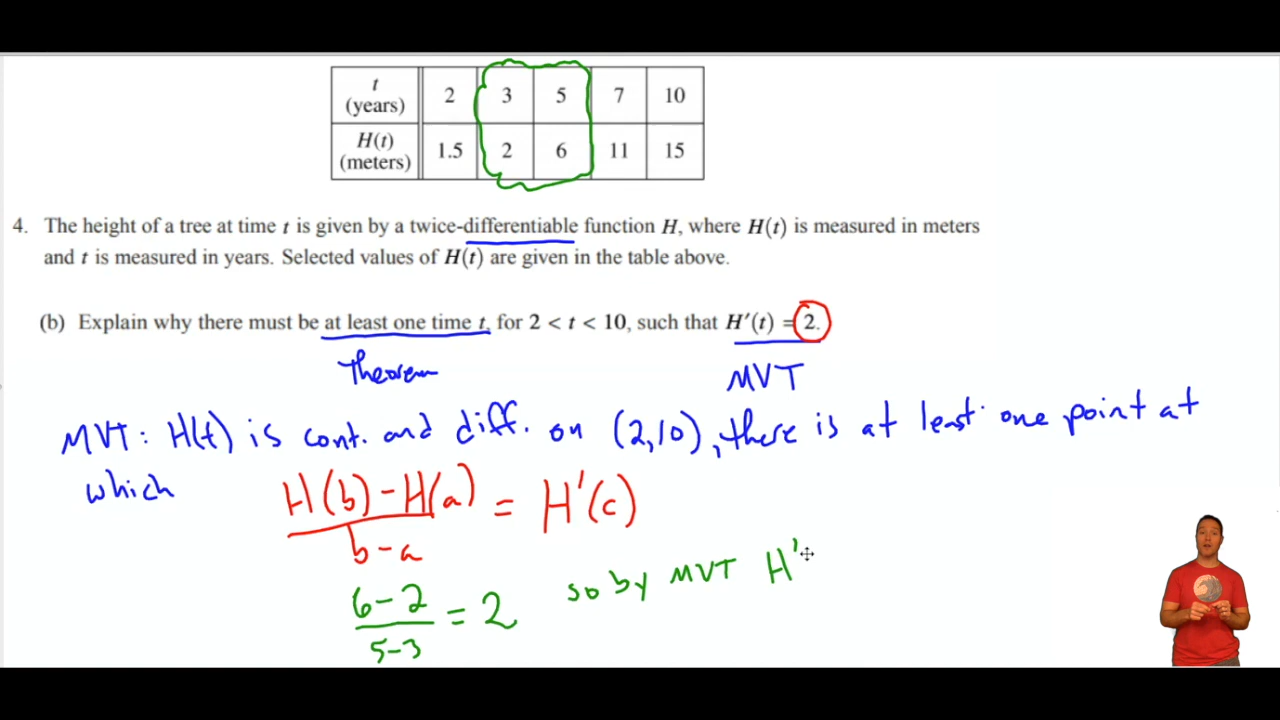 t (years) 2 3 5 7 10
H(t) (meters) 1.5 2 6 11 15
4. The height of a tree at time t is given by a twice-differentiable function H, where H(t) is measured in meters
and t is measured in years. Selected values of H(t) are given in the table above.
(b) Explain why there must be at least one time t, for 2 < t < 10, such that H′(t) = 2.
Theorem MVT
MVT: H(t) is cont. and diff. on (2,10), there is at least one point at
which
H(b)-H(a) = H'(c)
b-a
6-2 = 2 so by MVT H'
5-3